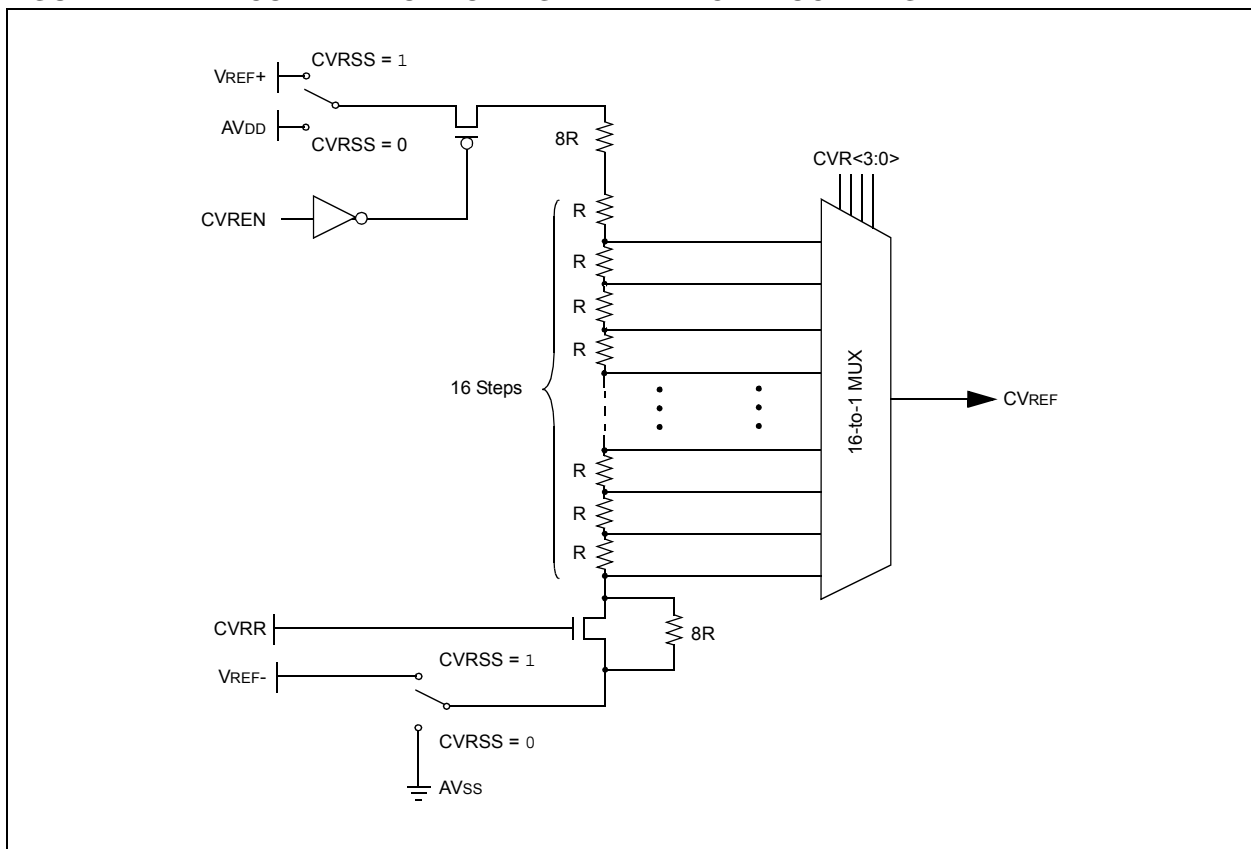 CVRSS = 1
VREF+
AVDD
CVRSS = 0
8R
CVR<3:0>
CVREN
R
R
R
R
16 Steps
16-to-1 MUX
CVREF
R
R
R
CVRR
8R
CVRSS = 1
VREF-
CVRSS = 0
AVSS